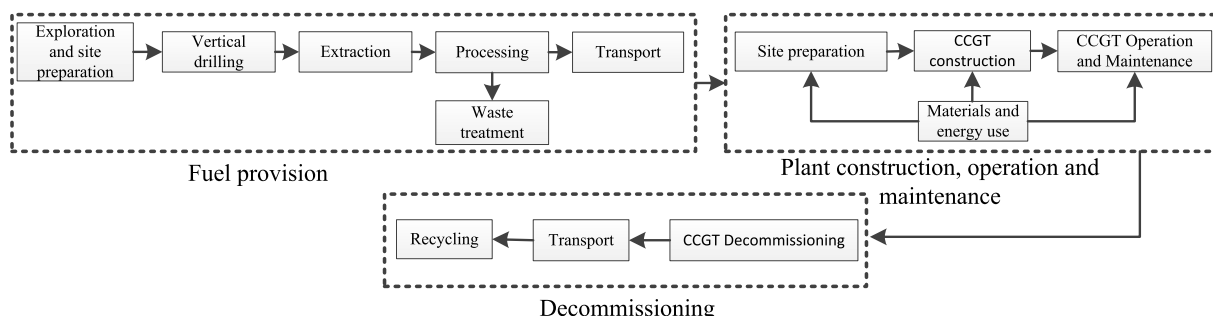 Exploration
and site
preparation
Vertical
drilling
Extraction
Processing
Transport
Waste
treatment
Fuel provision
Site preparation
CCGT
construction
CCGT Operation
and Maintenance
Materials and
energy use
Plant construction, operation and
maintenance
Recycling
Transport
CCGT Decommissioning
Decommissioning